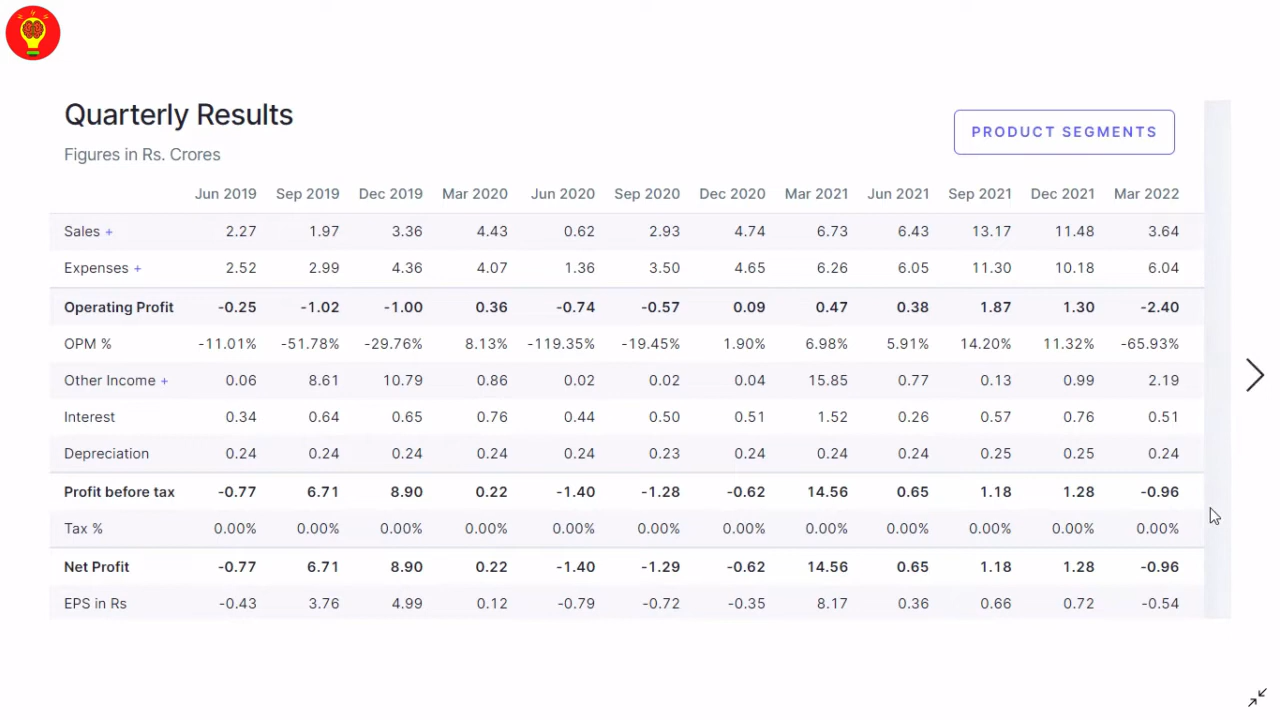 Quarterly Results
PRODUCT SEGMENTS
Figures in Rs. Crores
Jun 2019 Sep 2019 Dec 2019 Mar 2020 Jun 2020 Sep 2020 Dec 2020 Mar 2021 Jun 2021 Sep 2021 Dec 2021 Mar 2022
Sales + 2.27 1.97 3.36 4.43 0.62 2.93 4.74 6.73 6.43 13.17 11.48 3.64
Expenses + 2.52 2.99 4.36 4.07 1.36 3.50 4.65 6.26 6.05 11.30 10.18 6.04
Operating Profit -0.25 -1.02 -1.00 0.36 -0.74 -0.57 0.09 0.47 0.38 1.87 1.30 -2.40
OPM % -11.01% -51.78% -29.76% 8.13% -119.35% -19.45% 1.90% 6.98% 5.91% 14.20% 11.32% -65.93%
Other Income + 0.06 8.61 10.79 0.86 0.02 0.02 0.04 15.85 0.77 0.13 0.99 2.19
Interest 0.34 0.64 0.65 0.76 0.44 0.50 0.51 1.52 0.26 0.57 0.76 0.51
Depreciation 0.24 0.24 0.24 0.24 0.24 0.23 0.24 0.24 0.24 0.25 0.25 0.24
Profit before tax -0.77 6.71 8.90 0.22 -1.40 -1.28 -0.62 14.56 0.65 1.18 1.28 -0.96
Tax % 0.00% 0.00% 0.00% 0.00% 0.00% 0.00% 0.00% 0.00% 0.00% 0.00% 0.00% 0.00%
Net Profit -0.77 6.71 8.90 0.22 -1.40 -1.29 -0.62 14.56 0.65 1.18 1.28 -0.96
EPS in Rs -0.43 3.76 4.99 0.12 -0.79 -0.72 -0.35 8.17 0.36 0.66 0.72 -0.54